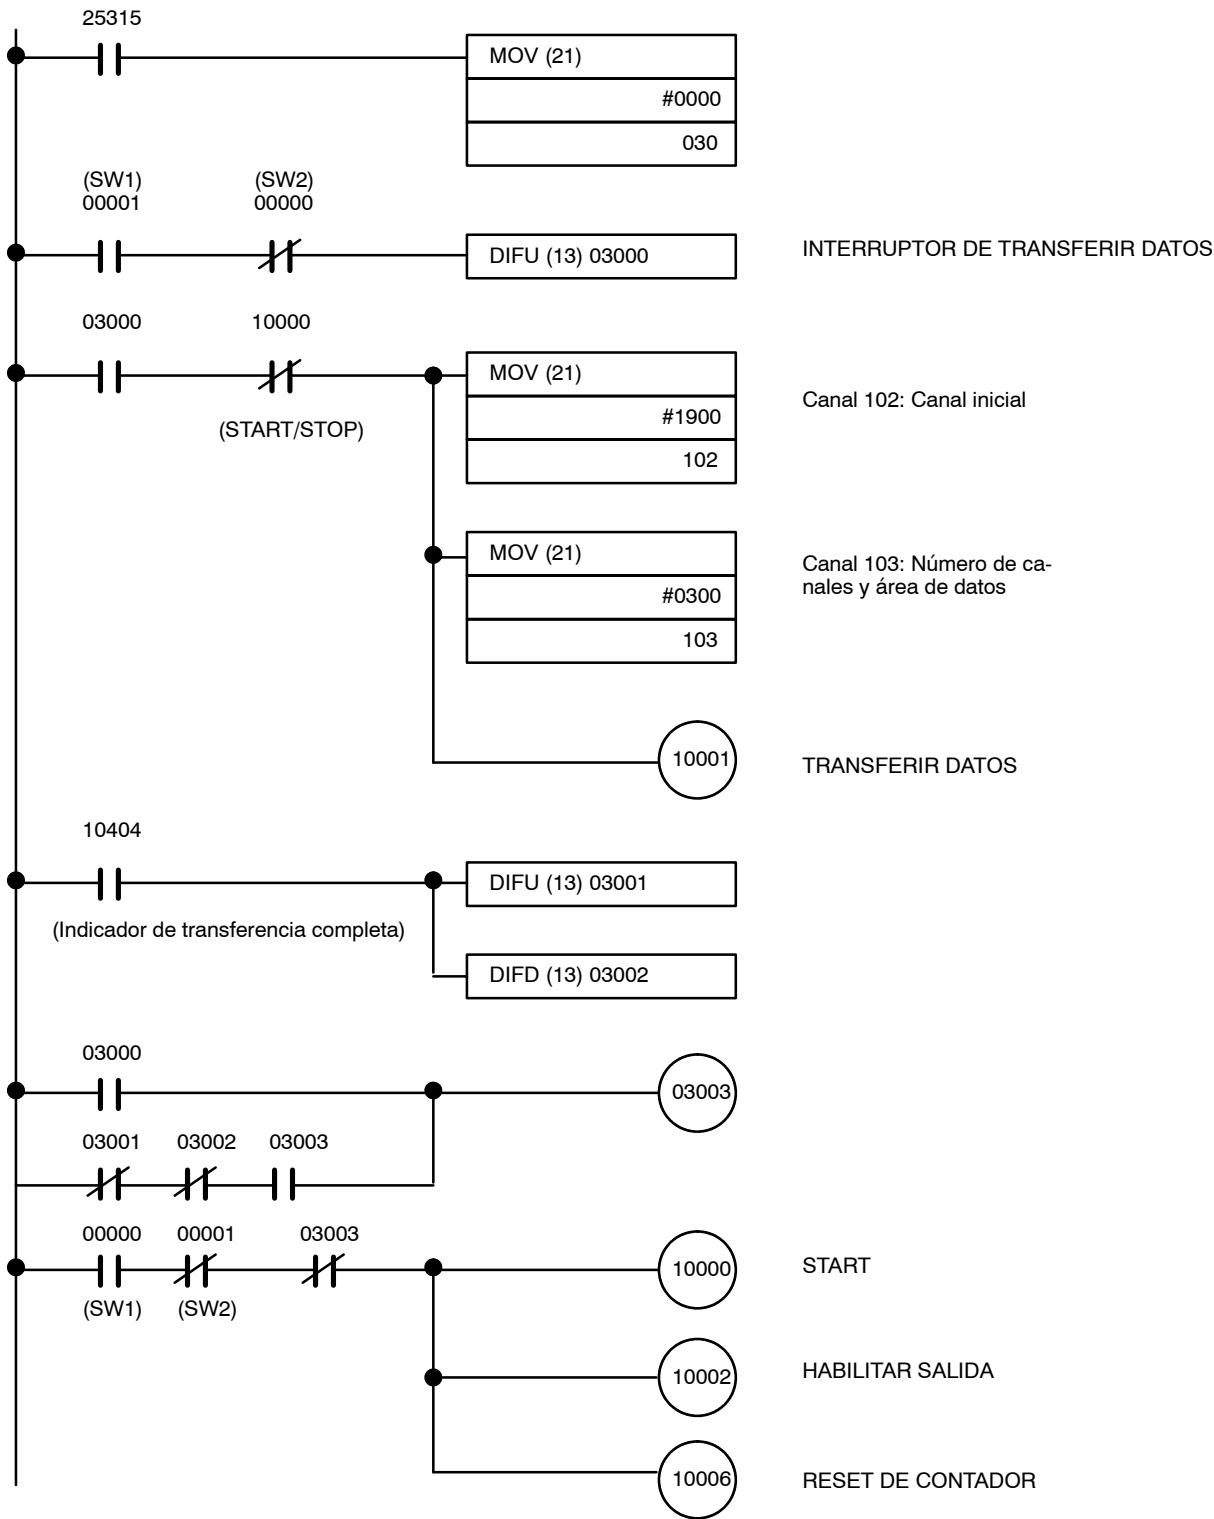 25315
MOV (21)
#0000
030
(SW1) (SW2)
00001 00000
DIFU (13) 03000
INTERRUPTOR DE TRANSFERIR DATOS
03000 10000
MOV (21)
#1900
102
Canal 102: Canal inicial
(START/STOP)
MOV (21)
#0300
103
Canal 103: Número de ca-
nales y área de datos
10001
TRANSFERIR DATOS
10404
DIFU (13) 03001
(Indicador de transferencia completa)
DIFD (13) 03002
03000
03003
03001 03002 03003
00000 00001 03003
10000
START
(SW1) (SW2)
10002
HABILITAR SALIDA
10006
RESET DE CONTADOR